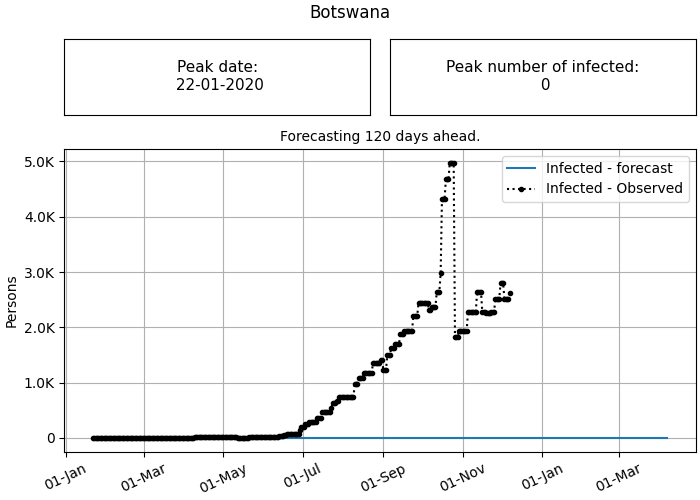 Botswana
Peak date:
22-01-2020
Peak number of infected:
0
Forecasting 120 days ahead.
Infected - forecast
Infected - Observed
Persons
5.0K
4.0K
3.0K
2.0K
1.0K
0
01-Jan
01-Mar
01-May
01-Jul
01-Sep
01-Nov
01-Jan
01-Mar